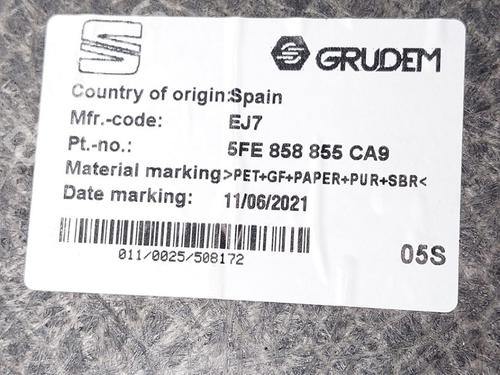 GRUDEM
Country of origin:Spain
Mfr.-code: EJ7
Pt.-no.: 5FE 858 855 CA9
Material marking>PET+GF+PAPER+PUR+SBR<
Date marking: 11/06/2021
011/0025/508172
05S